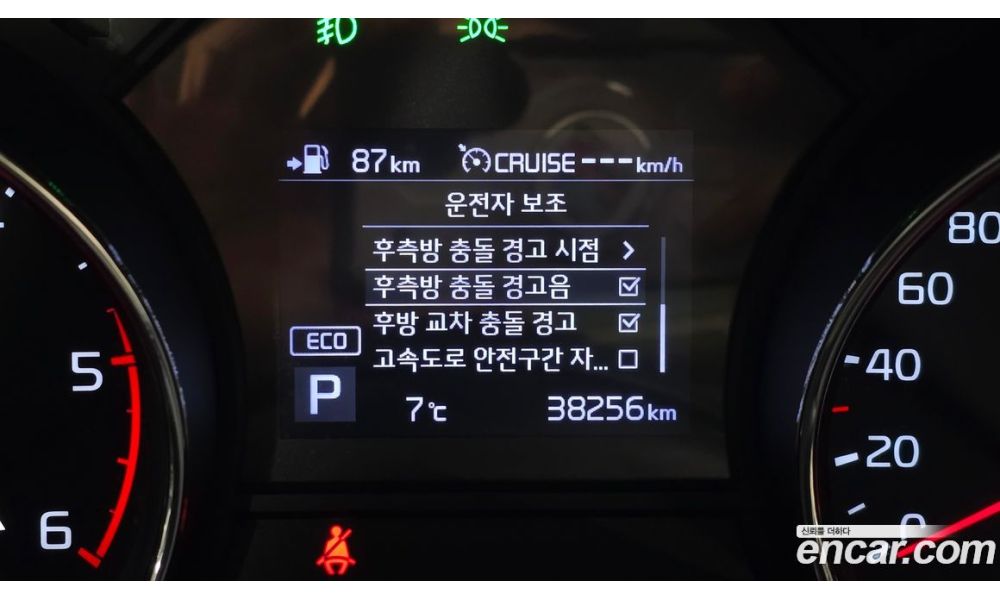 87km CRUISE ---km/h
운전자 보조
후측방 충돌 경고 시점 >
후측방 충돌 경고음
후방 교차 충돌 경고
고속도로 안전구간 자...
ECO
P
7℃ 38256km
5
6
80
60
40
20
0
신뢰를 더하다
encar.com